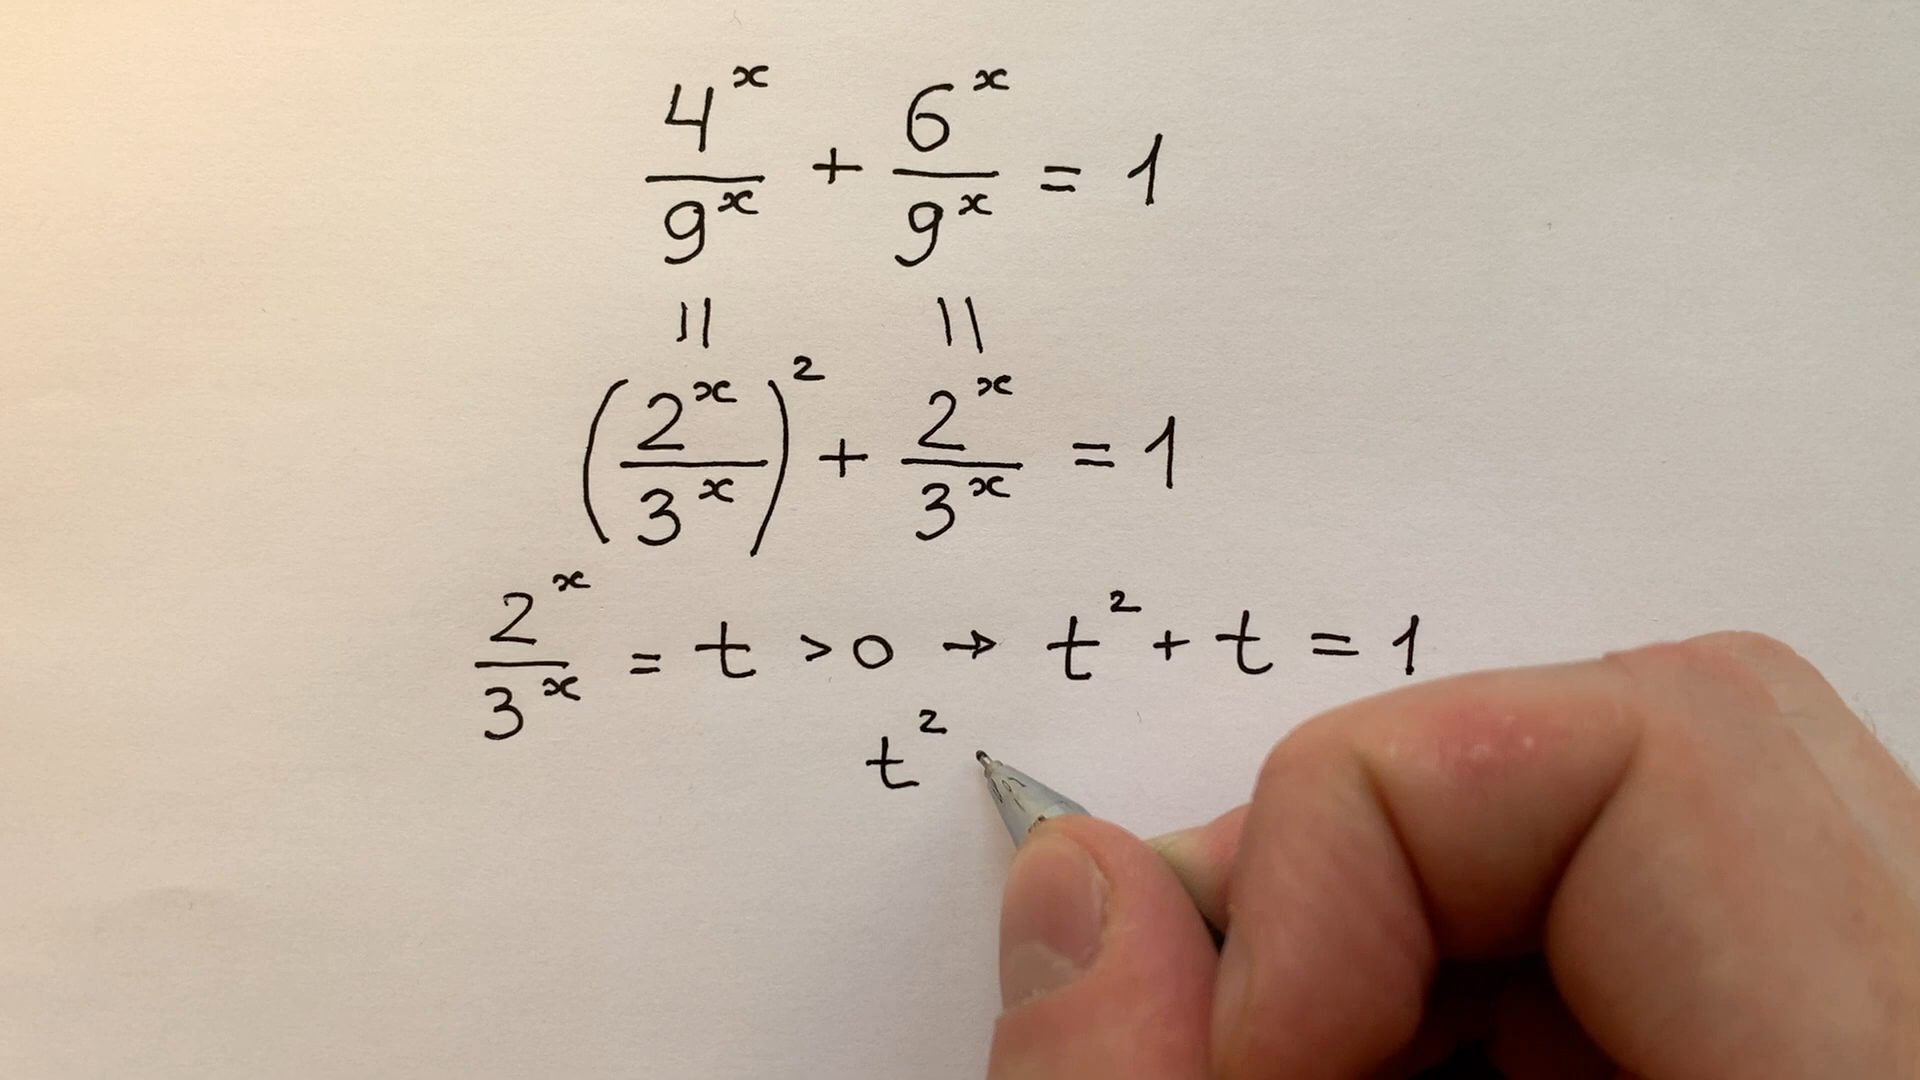 4^x/9^x + 6^x/9^x = 1
|| ||
(2^x/3^x)^2 + 2^x/3^x = 1
2^x/3^x = t > 0 → t^2 + t = 1
t^2